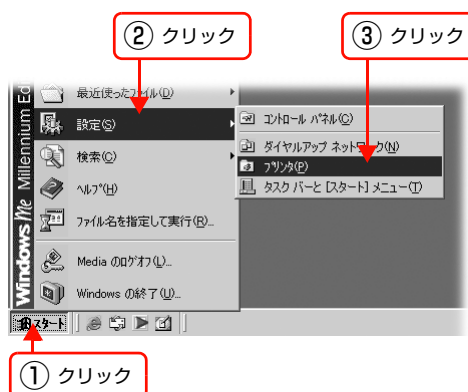 ② クリック
③ クリック
最近使ったファイル(D)
設定(S)
検索(C)
ヘルプ(H)
ファイル名を指定して実行(R)...
Media のログオフ(L)...
Windows の終了(U)...
コントロール パネル(C)
ダイヤルアップ ネットワーク(N)
プリンタ(P)
タスク バーと [スタート] メニュー(T)
Windows Me Millennium Ed
スタート
① クリック